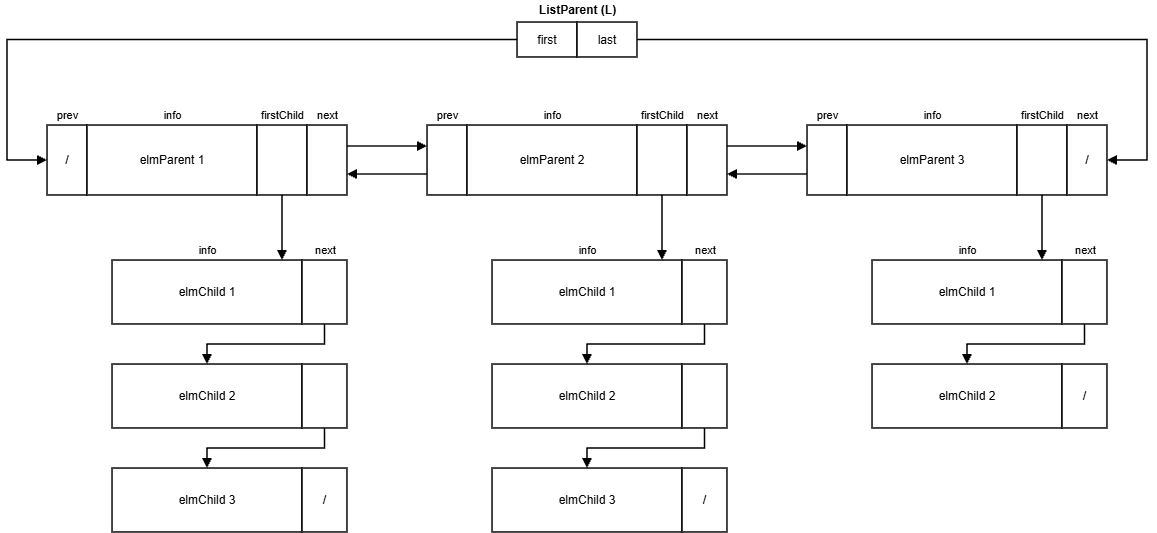 ListParent (L)
first last
prev info firstChild next prev info firstChild next prev info firstChild next
/ elmParent 1 elmParent 2 elmParent 3 /
info next info next info next
elmChild 1 elmChild 1 elmChild 1
elmChild 2 elmChild 2 elmChild 2 /
elmChild 3 / elmChild 3 /